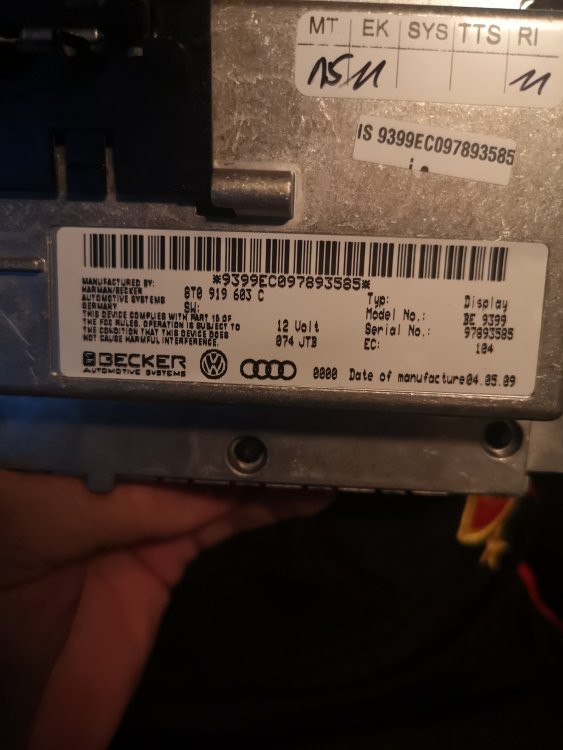 MT EK SYS TTS RI
IS 9399EC097893585
*9399EC097893585*
MANUFACTURED BY:
HARMAN/BECKER
AUTOMOTIVE SYSTEMS
GERMANY
THIS DEVICE COMPLIES WITH PART 15 OF
THE FCC RULES. OPERATION IS SUBJECT TO
THE CONDITION THAT THIS DEVICE DOES
NOT CAUSE HARMFUL INTERFERENCE.
8T0 919 603 C
SW:
12 Volt
074 JTB
Typ: Display
Model No.: BE 9399
Serial No.: 97893585
EC: 104
BECKER
AUTOMOTIVE SYSTEMS
0000 Date of manufacture04.05.09